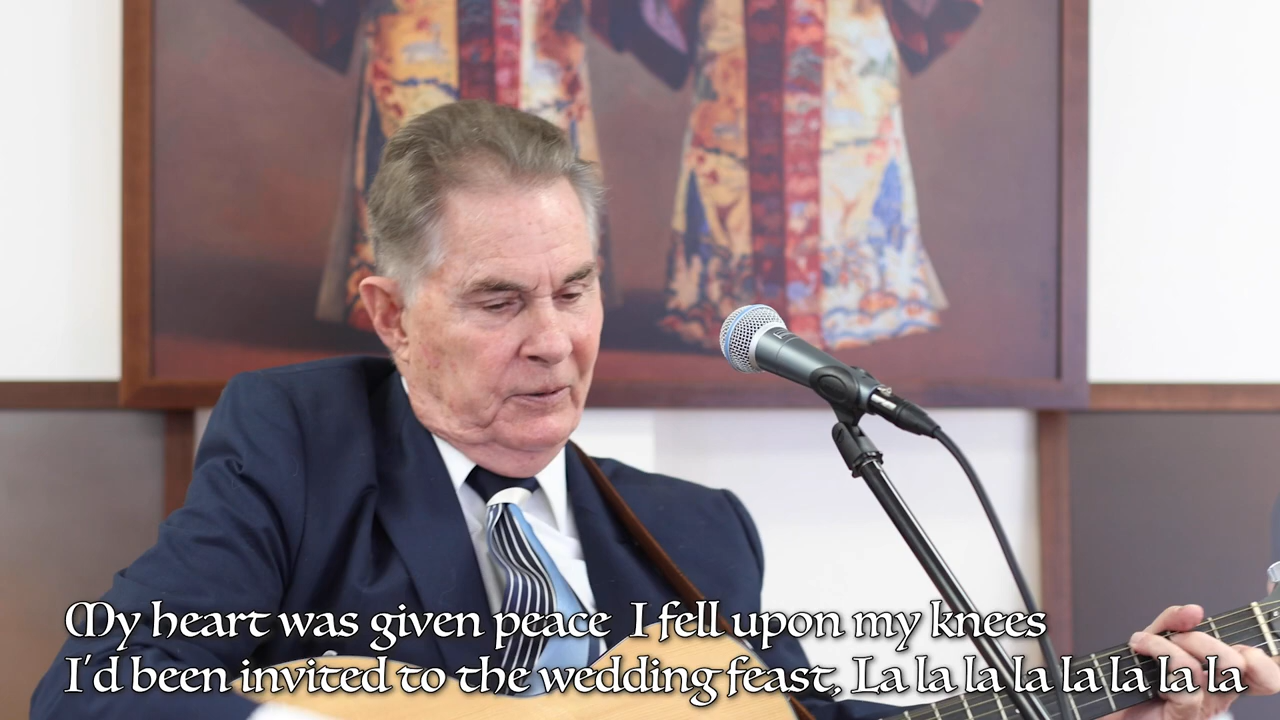 My heart was given peace I fell upon my knees
I'd been invited to the wedding feast, La la la la la la la la